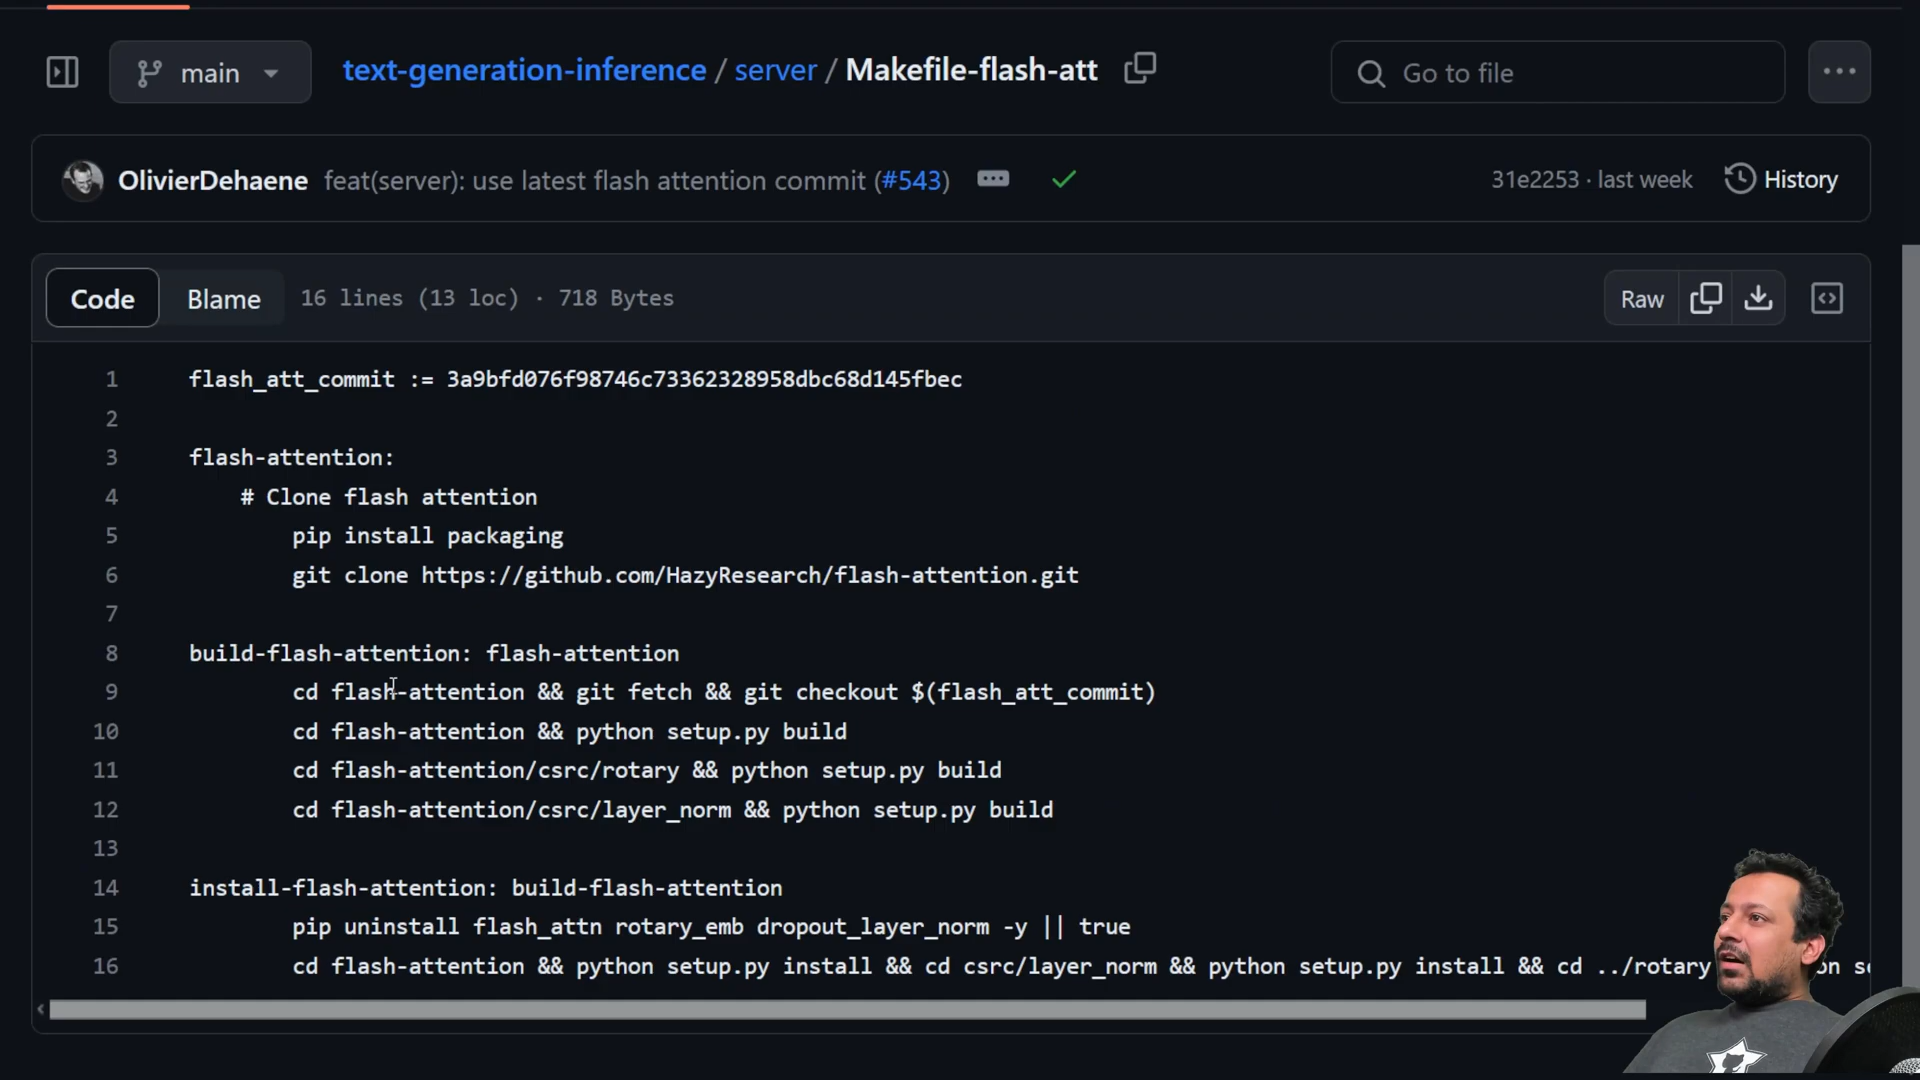 main
text-generation-inference / server / Makefile-flash-att
Go to file
OlivierDehaene feat(server): use latest flash attention commit (#543)
31e2253 · last week
History
Code
Blame
16 lines (13 loc) · 718 Bytes
Raw
1 flash_att_commit := 3a9bfd076f98746c73362328958dbc68d145fbec
2
3 flash-attention:
4 # Clone flash attention
5 pip install packaging
6 git clone https://github.com/HazyResearch/flash-attention.git
7
8 build-flash-attention: flash-attention
9 cd flash-attention && git fetch && git checkout $(flash_att_commit)
10 cd flash-attention && python setup.py build
11 cd flash-attention/csrc/rotary && python setup.py build
12 cd flash-attention/csrc/layer_norm && python setup.py build
13
14 install-flash-attention: build-flash-attention
15 pip uninstall flash_attn rotary_emb dropout_layer_norm -y || true
16 cd flash-attention && python setup.py install && cd csrc/layer_norm && python setup.py install && cd ../rotary